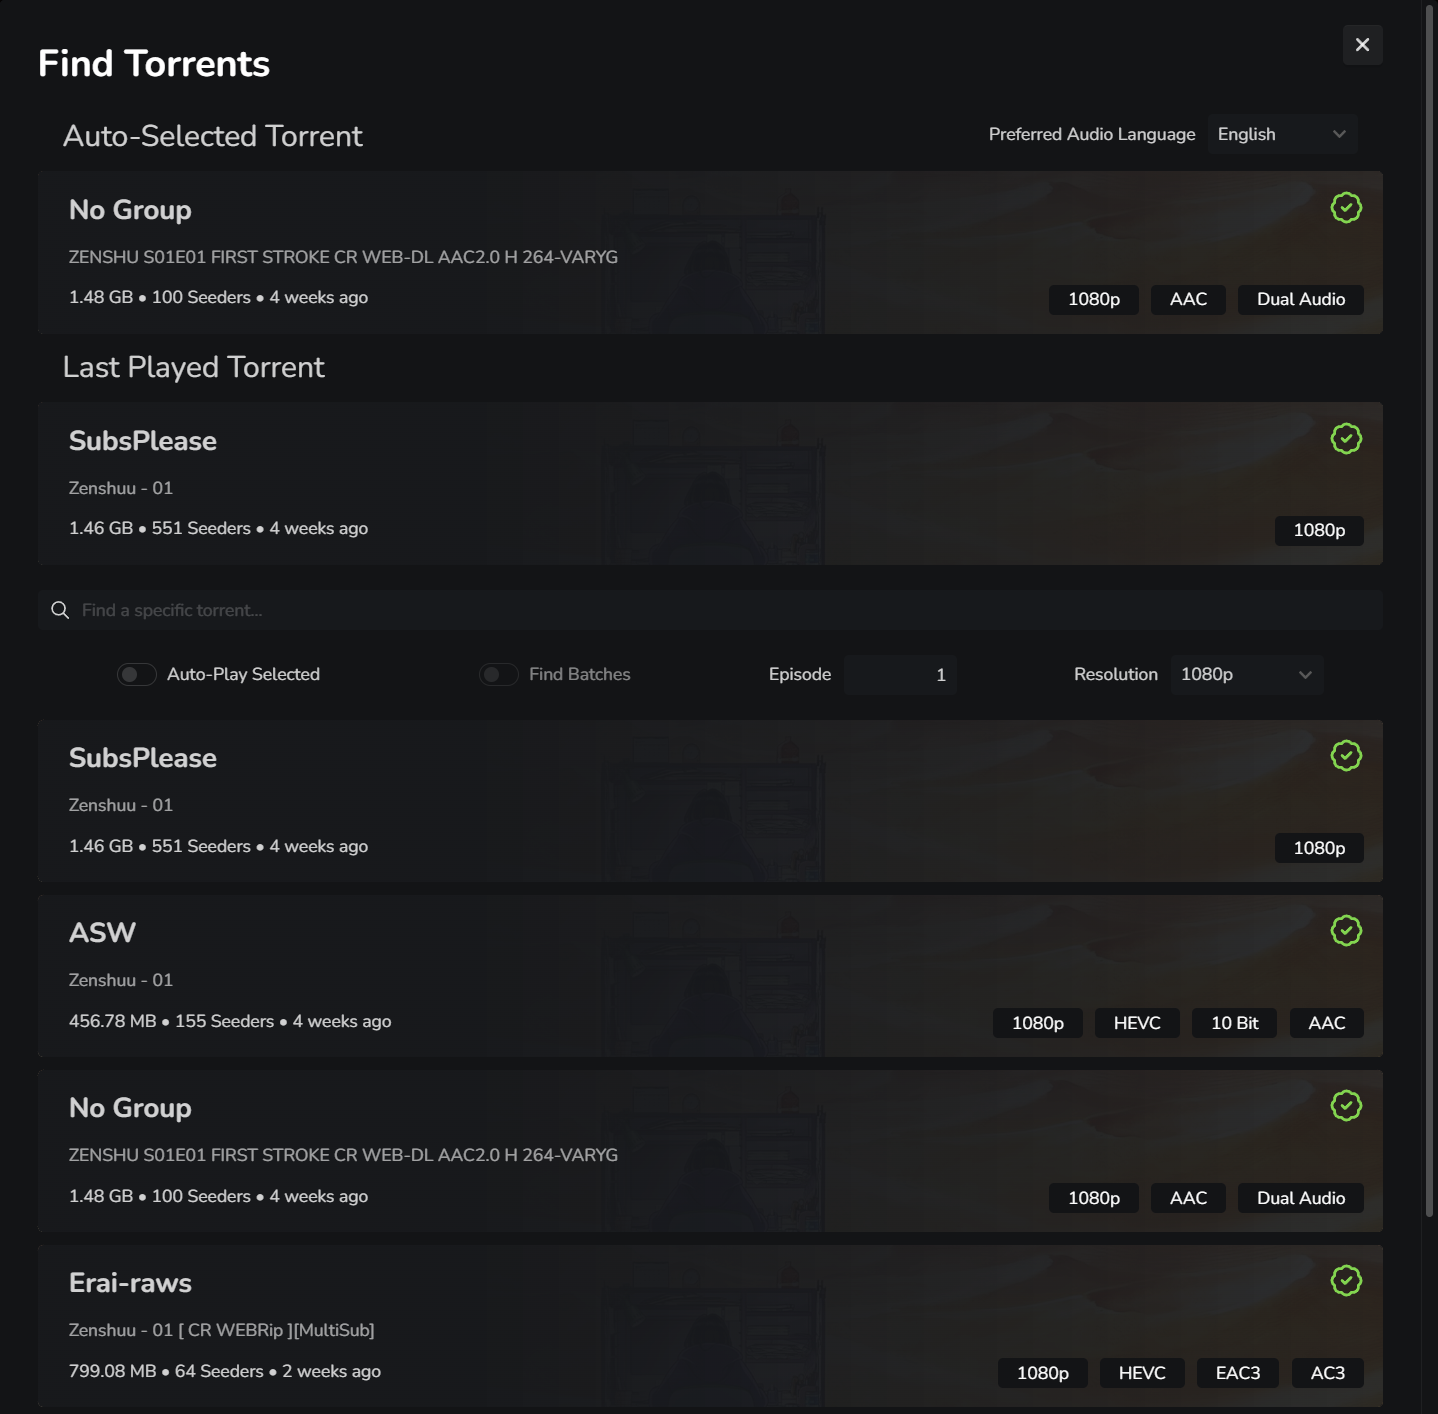 Find Torrents
Auto-Selected Torrent
Preferred Audio Language English
No Group
ZENSHU S01E01 FIRST STROKE CR WEB-DL AAC2.0 H 264-VARYG
1.48 GB • 100 Seeders • 4 weeks ago
1080p AAC Dual Audio
Last Played Torrent
SubsPlease
Zenshuu - 01
1.46 GB • 551 Seeders • 4 weeks ago
1080p
Find a specific torrent...
Auto-Play Selected Find Batches Episode 1 Resolution 1080p
SubsPlease
Zenshuu - 01
1.46 GB • 551 Seeders • 4 weeks ago
1080p
ASW
Zenshuu - 01
456.78 MB • 155 Seeders • 4 weeks ago
1080p HEVC 10 Bit AAC
No Group
ZENSHU S01E01 FIRST STROKE CR WEB-DL AAC2.0 H 264-VARYG
1.48 GB • 100 Seeders • 4 weeks ago
1080p AAC Dual Audio
Erai-raws
Zenshuu - 01 [ CR WEBRip ][MultiSub]
799.08 MB • 64 Seeders • 2 weeks ago
1080p HEVC EAC3 AC3